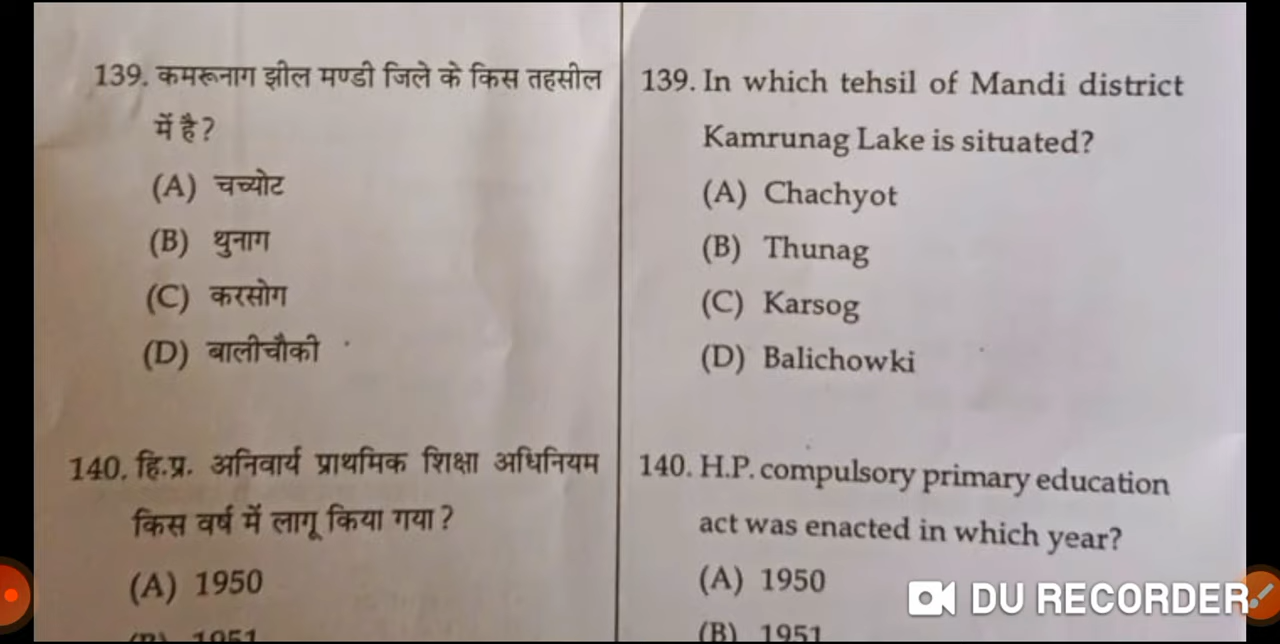 139. कमरूनाग झील मण्डी जिले के किस तहसील
में है?
(A) चच्योट
(B) थुनाग
(C) करसोग
(D) बालीचौकी
140. हि.प्र. अनिवार्य प्राथमिक शिक्षा अधिनियम
किस वर्ष में लागू किया गया?
(A) 1950
(B) 1951
139. In which tehsil of Mandi district
Kamrunag Lake is situated?
(A) Chachyot
(B) Thunag
(C) Karsog
(D) Balichowki
140. H.P. compulsory primary education
act was enacted in which year?
(A) 1950
(B) 1951
DU RECORDER